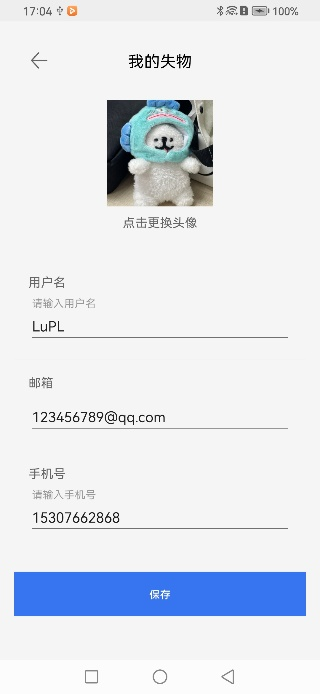 17:04
100%
我的失物
点击更换头像
用户名
请输入用户名
LuPL
邮箱
123456789@qq.com
手机号
请输入手机号
15307662868
保存